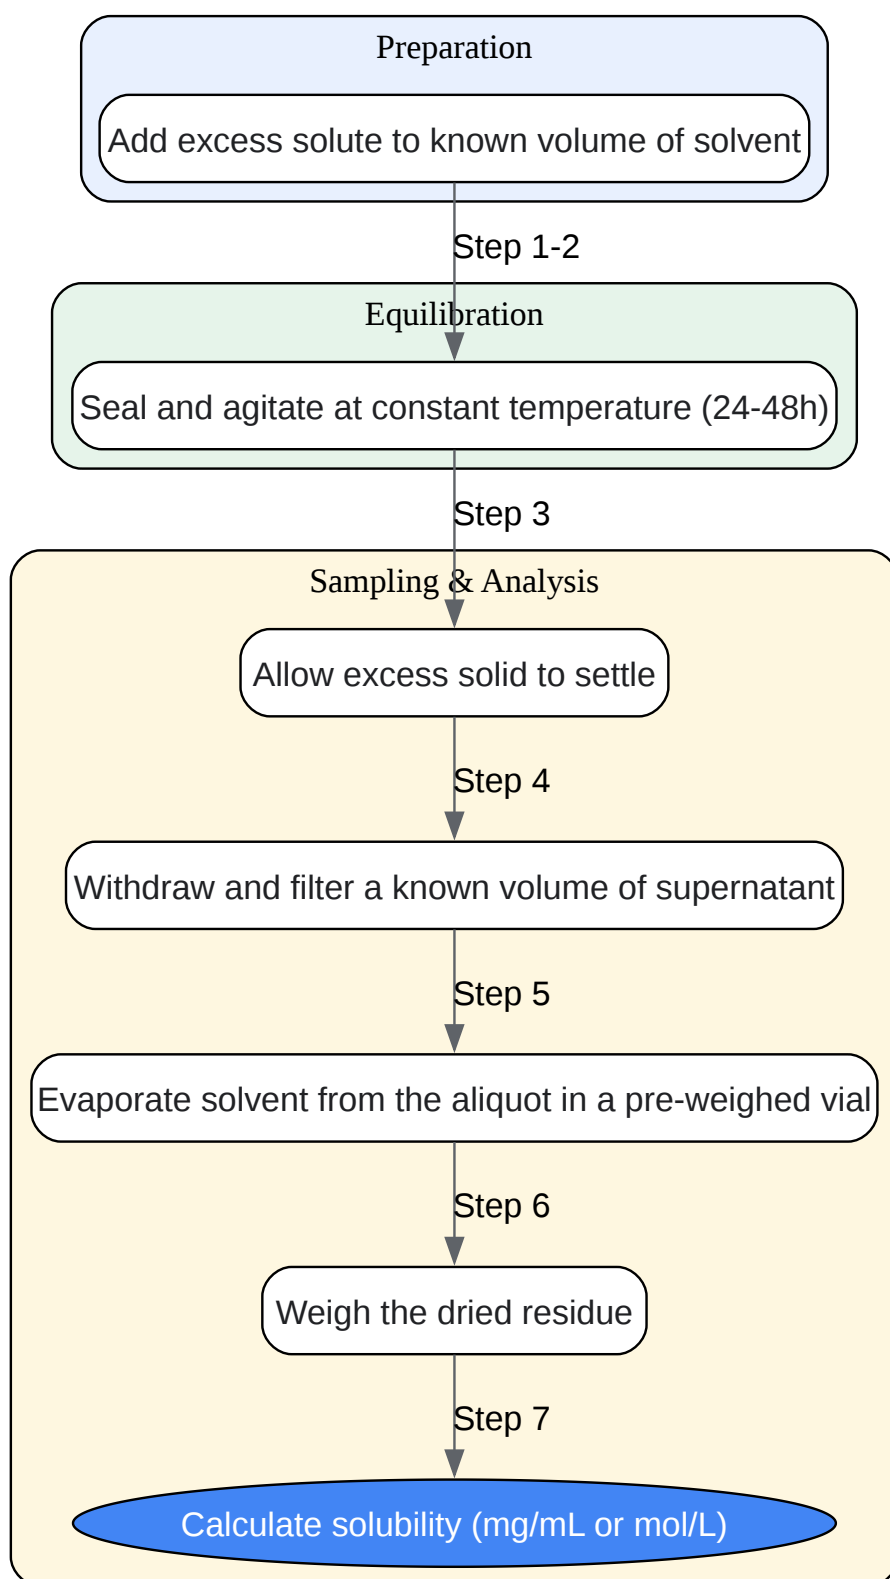 Preparation
Add excess solute to known volume of solvent
Step 1-2
Equilibration
Seal and agitate at constant temperature (24-48h)
Step 3
Sampling & Analysis
Allow excess solid to settle
Step 4
Withdraw and filter a known volume of supernatant
Step 5
Evaporate solvent from the aliquot in a pre-weighed vial
Step 6
Weigh the dried residue
Step 7
Calculate solubility (mg/mL or mol/L)